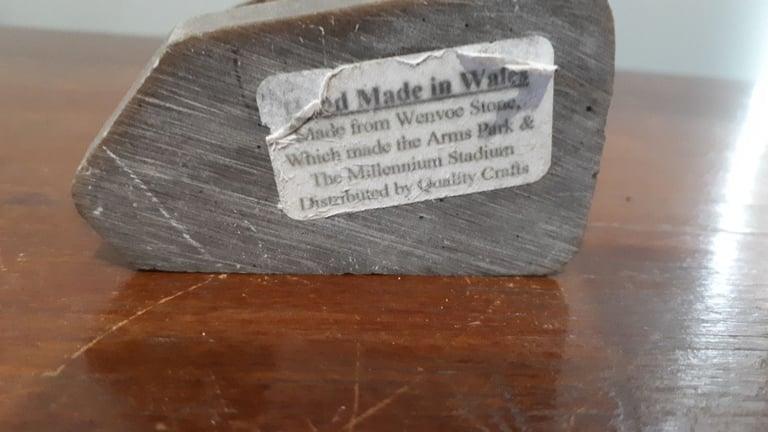 Made in Wales
Made from Wenvoe Stone,
Which made the Arms Park &
The Millennium Stadium
Distributed by Quality Crafts